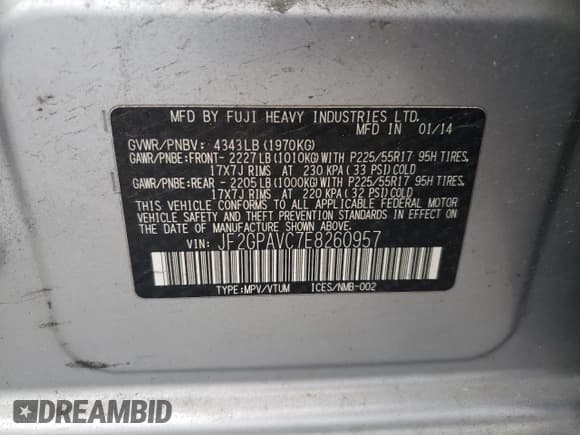 MFD BY FUJI HEAVY INDUSTRIES LTD.
MFD IN 01/14
GVWR/PNBV: 4343LB(1970KG)
GAWR/PNBE:FRONT- 2227LB(1010KG)WITH P225/55R17 95H TIRES,
17X7J RIMS AT 230 KPA(33 PSI)COLD
GAWR/PNBE:REAR - 2205LB(1000KG)WITH P225/55R17 95H TIRES,
17X7J RIMS AT 220 KPA(32 PSI)COLD
THIS VEHICLE CONFORMS TO ALL APPLICABLE FEDERAL MOTOR
VEHICLE SAFETY AND THEFT PREVENTION STANDARDS IN EFFECT ON
THE DATE OF MANUFACTURE SHOWN ABOVE.
VIN: JF2GPAVC7E8260957
TYPE:MPV/VTUM ICES/NMB-002
DREAMBID